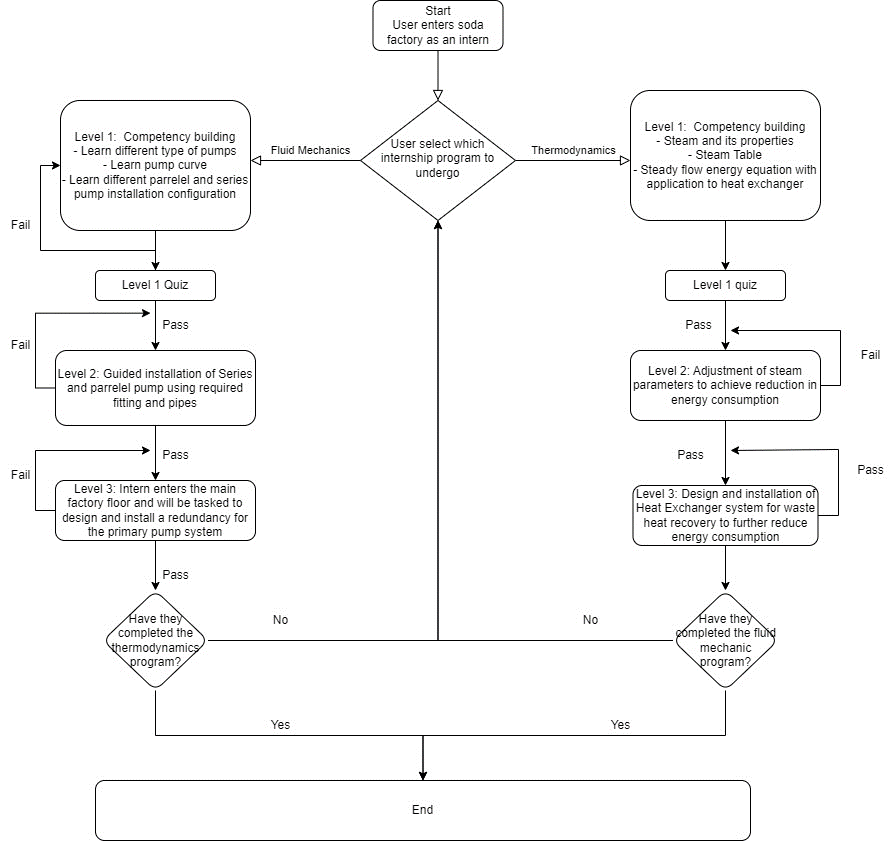 Start
User enters soda
factory as an intern
User select which
internship program to
undergo
Fluid Mechanics
Thermodynamics
Level 1:  Competency building
- Learn different type of pumps
- Learn pump curve
- Learn different parrelel and series
pump installation configuration
Level 1:  Competency building
- Steam and its properties
- Steam Table
- Steady flow energy equation with
application to heat exchanger
Fail
Level 1 Quiz
Level 1 quiz
Pass
Pass
Fail
Fail
Level 2: Guided installation of Series
and parrelel pump using required
fitting and pipes
Level 2: Adjustment of steam
parameters to achieve reduction in
energy consumption
Pass
Pass
Fail
Pass
Level 3: Intern enters the main
factory floor and will be tasked to
design and install a redundancy for
the primary pump system
Level 3: Design and installation of
Heat Exchanger system for waste
heat recovery to further reduce
energy consumption
Pass
Have they
completed the
thermodynamics
program?
No
No
Have they
completed the fluid
mechanic
program?
Yes
Yes
End